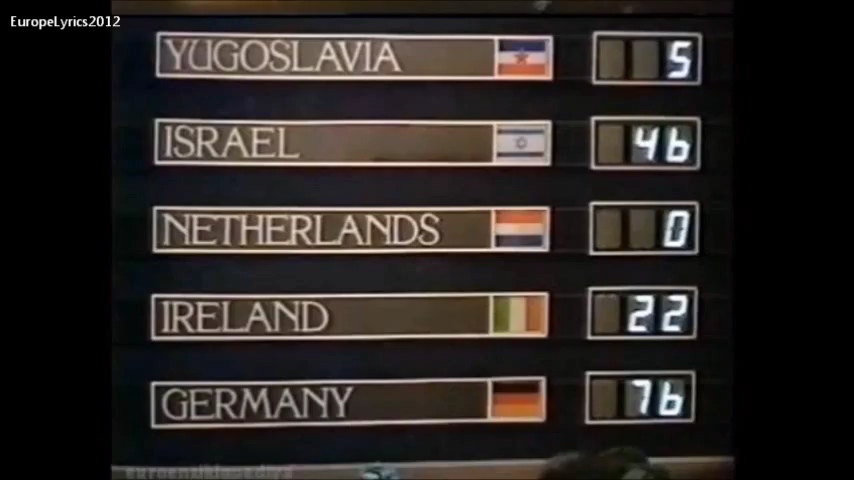 EuropeLyrics2012
YUGOSLAVIA 5
ISRAEL 46
NETHERLANDS 0
IRELAND 22
GERMANY 76